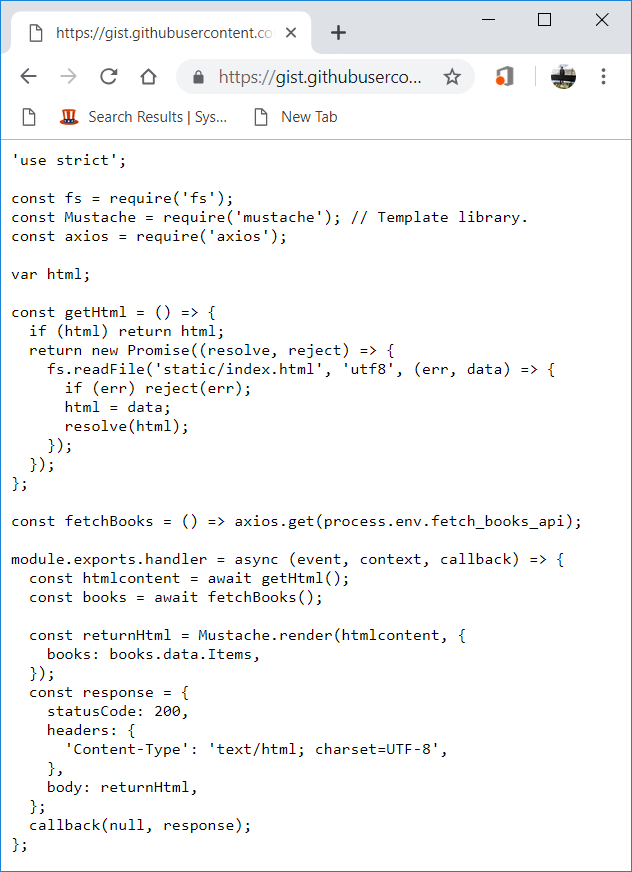 https://gist.githubusercontent.co
https://gist.githubuserco...
Search Results | Sys...
New Tab
'use strict';

const fs = require('fs');
const Mustache = require('mustache'); // Template library.
const axios = require('axios');

var html;

const getHtml = () => {
  if (html) return html;
  return new Promise((resolve, reject) => {
    fs.readFile('static/index.html', 'utf8', (err, data) => {
      if (err) reject(err);
      html = data;
      resolve(html);
    });
  });
};

const fetchBooks = () => axios.get(process.env.fetch_books_api);

module.exports.handler = async (event, context, callback) => {
  const htmlcontent = await getHtml();
  const books = await fetchBooks();

  const returnHtml = Mustache.render(htmlcontent, {
    books: books.data.Items,
  });
  const response = {
    statusCode: 200,
    headers: {
      'Content-Type': 'text/html; charset=UTF-8',
    },
    body: returnHtml,
  };
  callback(null, response);
};